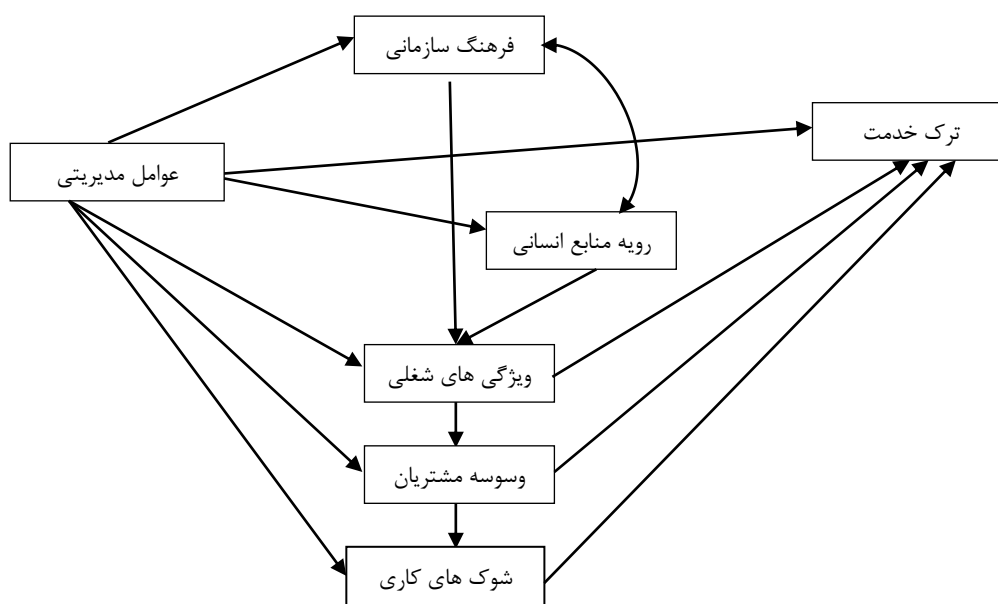 فرهنگ سازمانی
ترک خدمت
عوامل مدیریتی
رویه منابع انسانی
ویژگی های شغلی
وسوسه مشتریان
شوک های کاری